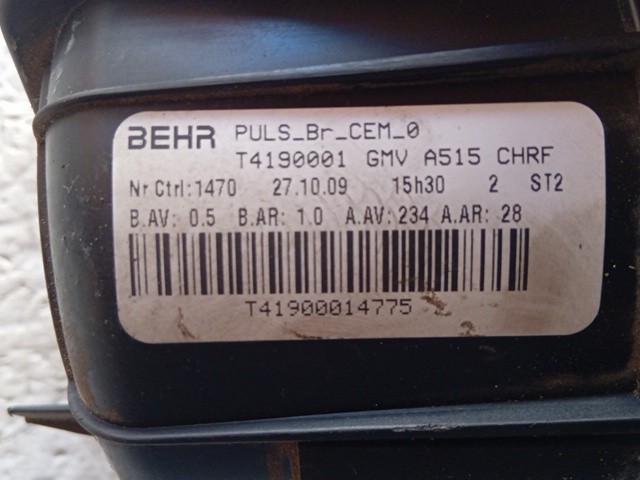 BEHR PULS_Br_CEM_0
T4190001 GMV A515 CHRF
Nr Ctrl:1470 27.10.09 15h30 2 ST2
B.AV: 0.5 B.AR: 1.0 A.AV:234 A.AR: 28
T41900014775